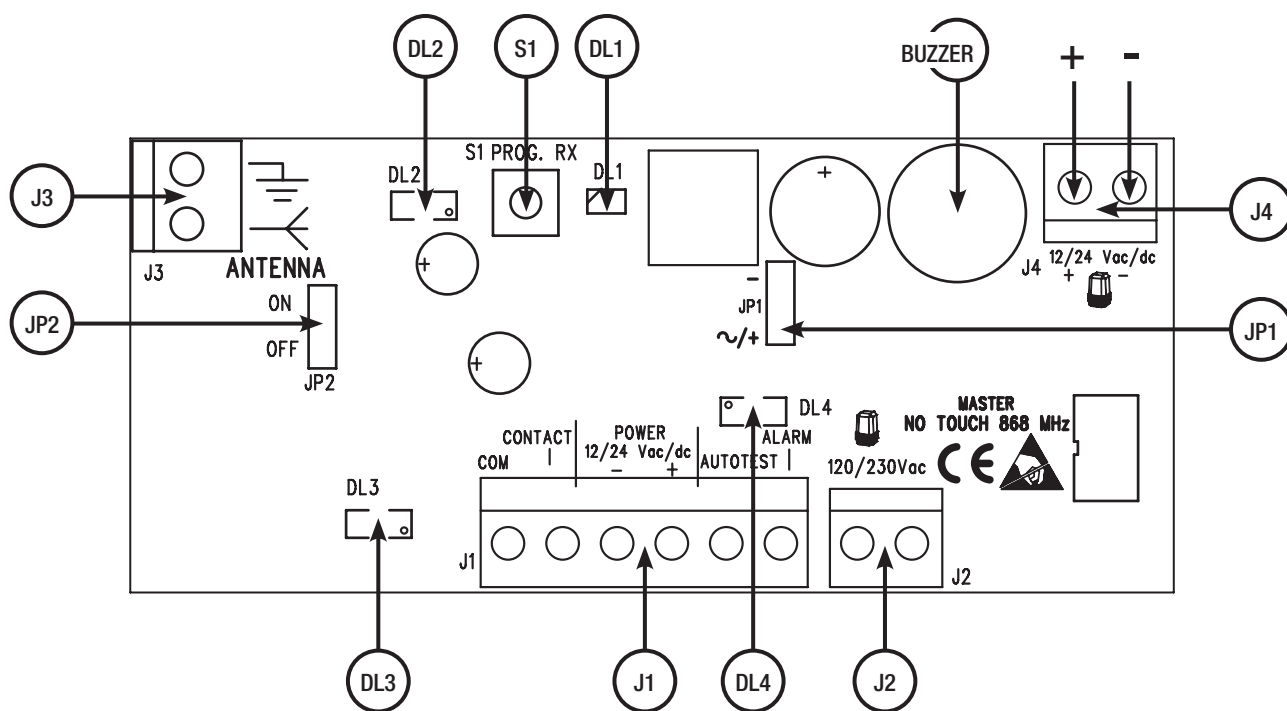 DL2 S1 DL1 BUZZER + -
S1 PROG. RX
DL2 DL1
J3 J4
J3 ANTENNA
J4 12/24 Vac/dc
+ -
ON
OFF
JP2
JP2
-
JP1
~/+
JP1
DL4
MASTER
NO TOUCH 868 MHz
CE
CONTACT POWER ALARM
COM 12/24 Vac/dc AUTOTEST
- +
120/230Vac
DL3
J1 J2
DL3 J1 DL4 J2